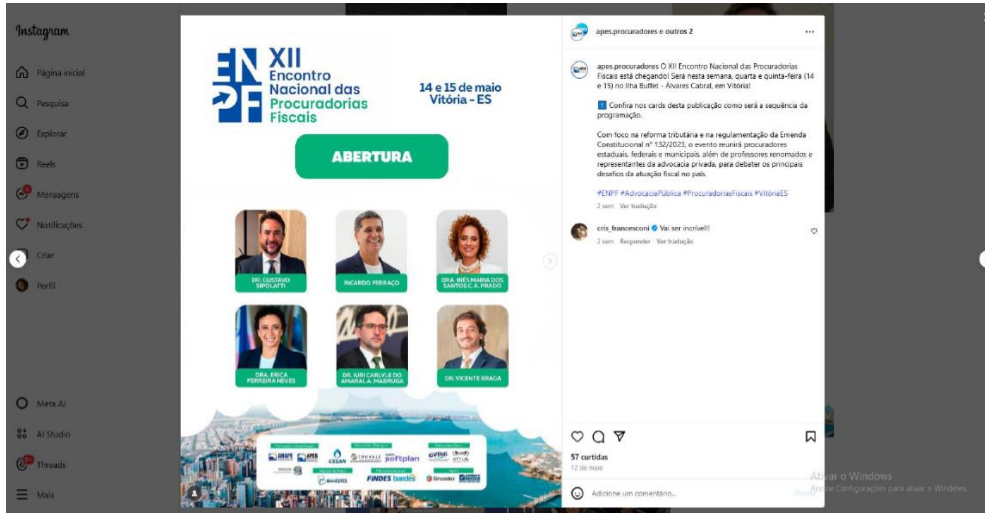 Instagram
Página inicial
Pesquisa
Explorar
Reels
Mensagens
Notificações
Criar
Perfil
Meta AI
AI Studio
Threads
Mais
ENPF
XII
Encontro
Nacional das
Procuradorias
Fiscais
14 e 15 de maio
Vitória - ES
ABERTURA
DR. GUSTAVO
SIPOLATTI
RICARDO FERRAÇO
DRA. INÊS MARIA DOS
SANTOS C. A. PRADO
DRA. ERICA
FERREIRA NEVES
DR. IURI CARLYLE DO
AMARAL A. MADRUGA
DR. VICENTE BRAGA
ANAPE
APES
CESAN
softplan
BANESTES
FINDES
bandes
apes.procuradores e outros 2
apes.procuradores O XII Encontro Nacional das Procuradorias
Fiscais está chegando! Será nesta semana, quarta e quinta-feira (14
e 15) no Ilha Buffet - Álvares Cabral, em Vitória!
Confira nos cards desta publicação como será a sequência da
programação.
Com foco na reforma tributária e na regulamentação da Emenda
Constitucional nº 132/2023, o evento reunirá procuradores
estaduais, federais e municipais, além de professores renomados e
representantes da advocacia privada, para debater os principais
desafios da atuação fiscal no país.
#ENPF #AdvocaciaPública #ProcuradoriasFiscais #VitóriaES
2 sem Ver tradução
cris_francesconi Vai ser incrível!!
2 sem Responder Ver tradução
57 curtidas
12 de maio
Adicione um comentário...
Ativar o Windows
Acesse Configurações para ativar o Windows.